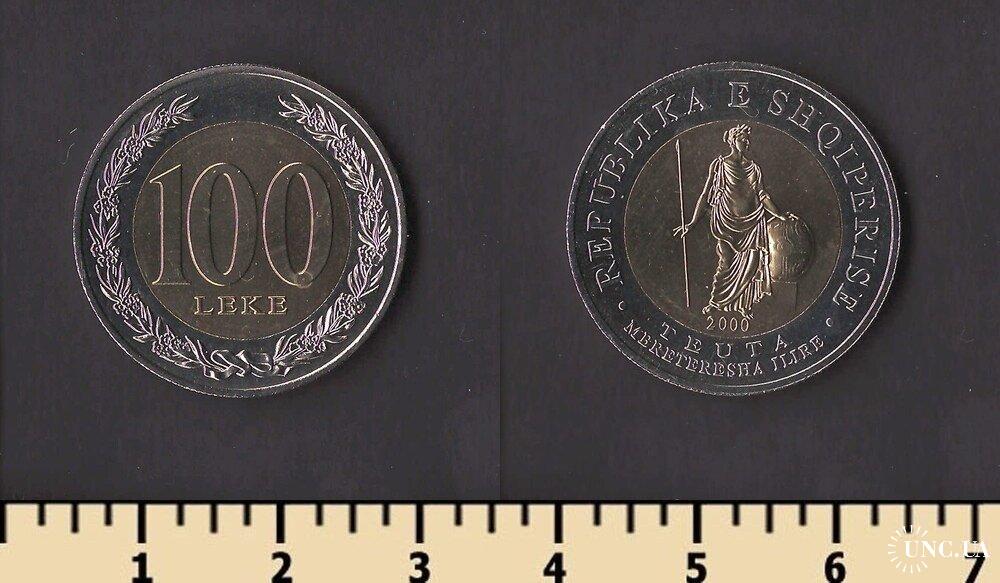 100
LEKE
· REPUBLIKA E SHQIPERISE ·
2000
TEUTA
MBRETERESHA ILIRE
1 2 3 4 5 6 7
UNC.UA